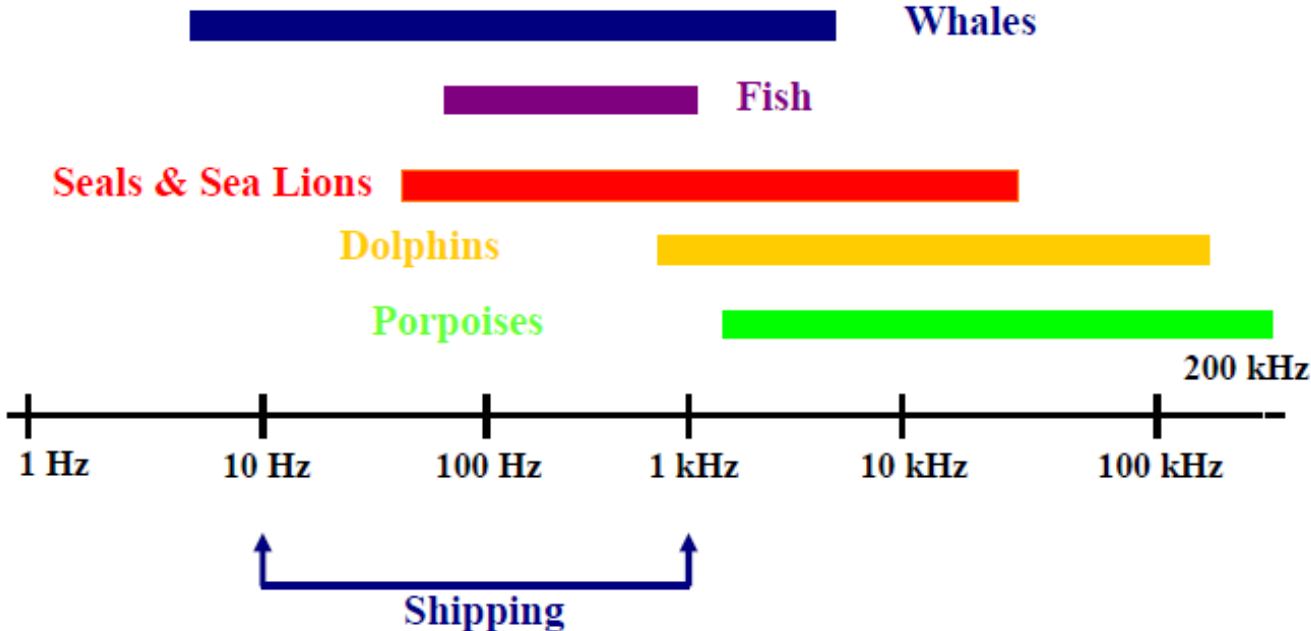 Whales
Fish
Seals & Sea Lions
Dolphins
Porpoises
200 kHz
1 Hz 10 Hz 100 Hz 1 kHz 10 kHz 100 kHz
Shipping